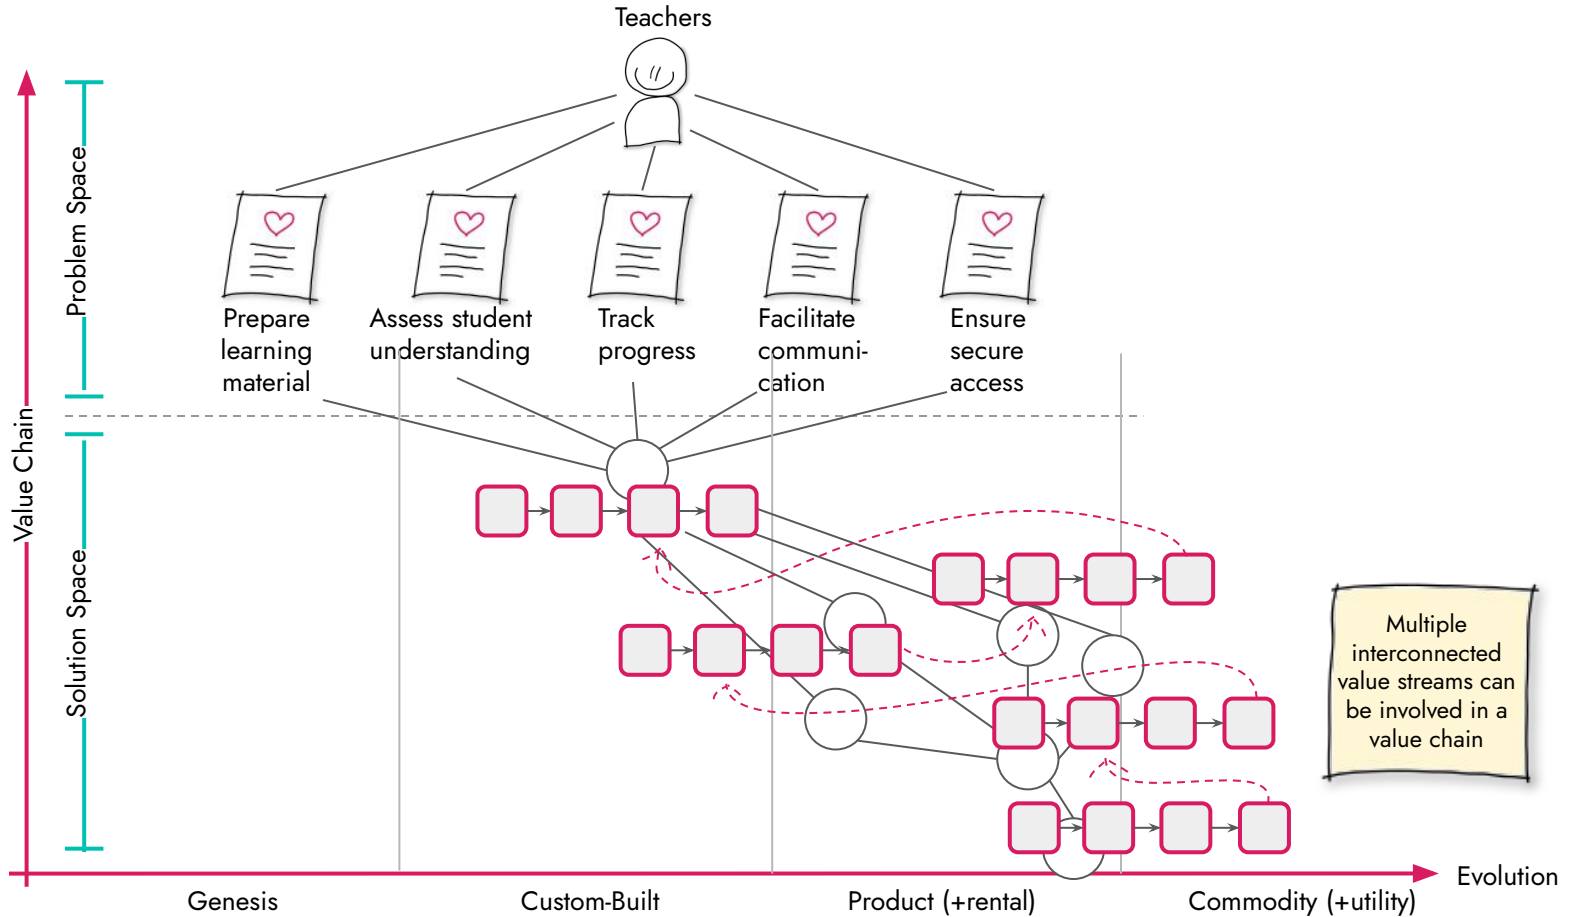 Teachers
Problem Space
Prepare
learning
material
Assess student
understanding
Track
progress
Facilitate
communi-
cation
Ensure
secure
access
Value Chain
Solution Space
Multiple
interconnected
value streams can
be involved in a
value chain
Evolution
Genesis
Custom-Built
Product (+rental)
Commodity (+utility)